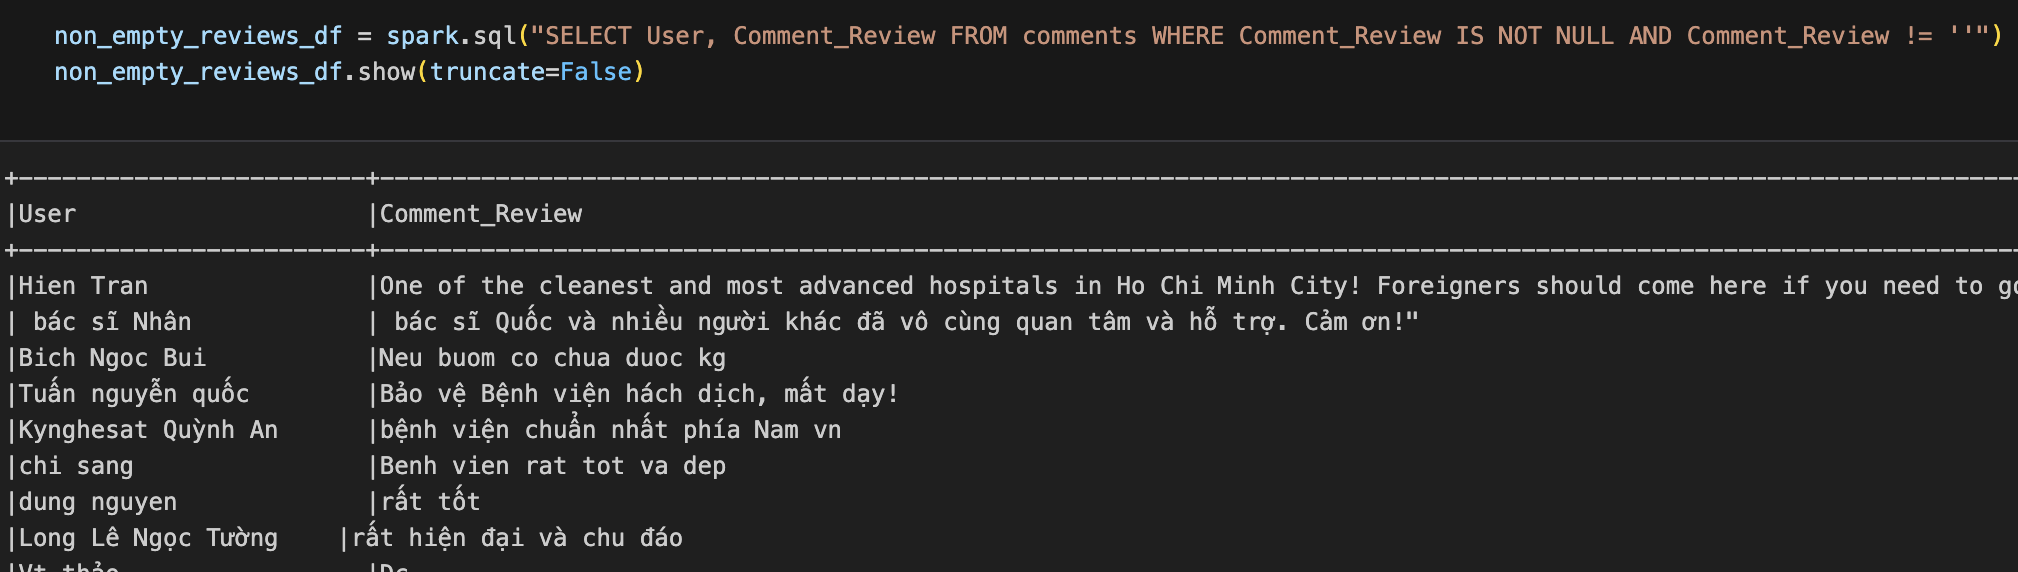 non_empty_reviews_df = spark.sql("SELECT User, Comment_Review FROM comments WHERE Comment_Review IS NOT NULL AND Comment_Review != ''")
non_empty_reviews_df.show(truncate=False)
|User |Comment_Review
|Hien Tran |One of the cleanest and most advanced hospitals in Ho Chi Minh City! Foreigners should come here if you need to go
| bác sĩ Nhân | bác sĩ Quốc và nhiều người khác đã vô cùng quan tâm và hỗ trợ. Cảm ơn!"
|Bich Ngoc Bui |Neu buom co chua duoc kg
|Tuấn nguyễn quốc |Bảo vệ Bệnh viện hách dịch, mất dạy!
|Kynghesat Quỳnh An |bệnh viện chuẩn nhất phía Nam vn
|chi sang |Benh vien rat tot va dep
|dung nguyen |rất tốt
|Long Lê Ngọc Tường |rất hiện đại và chu đáo